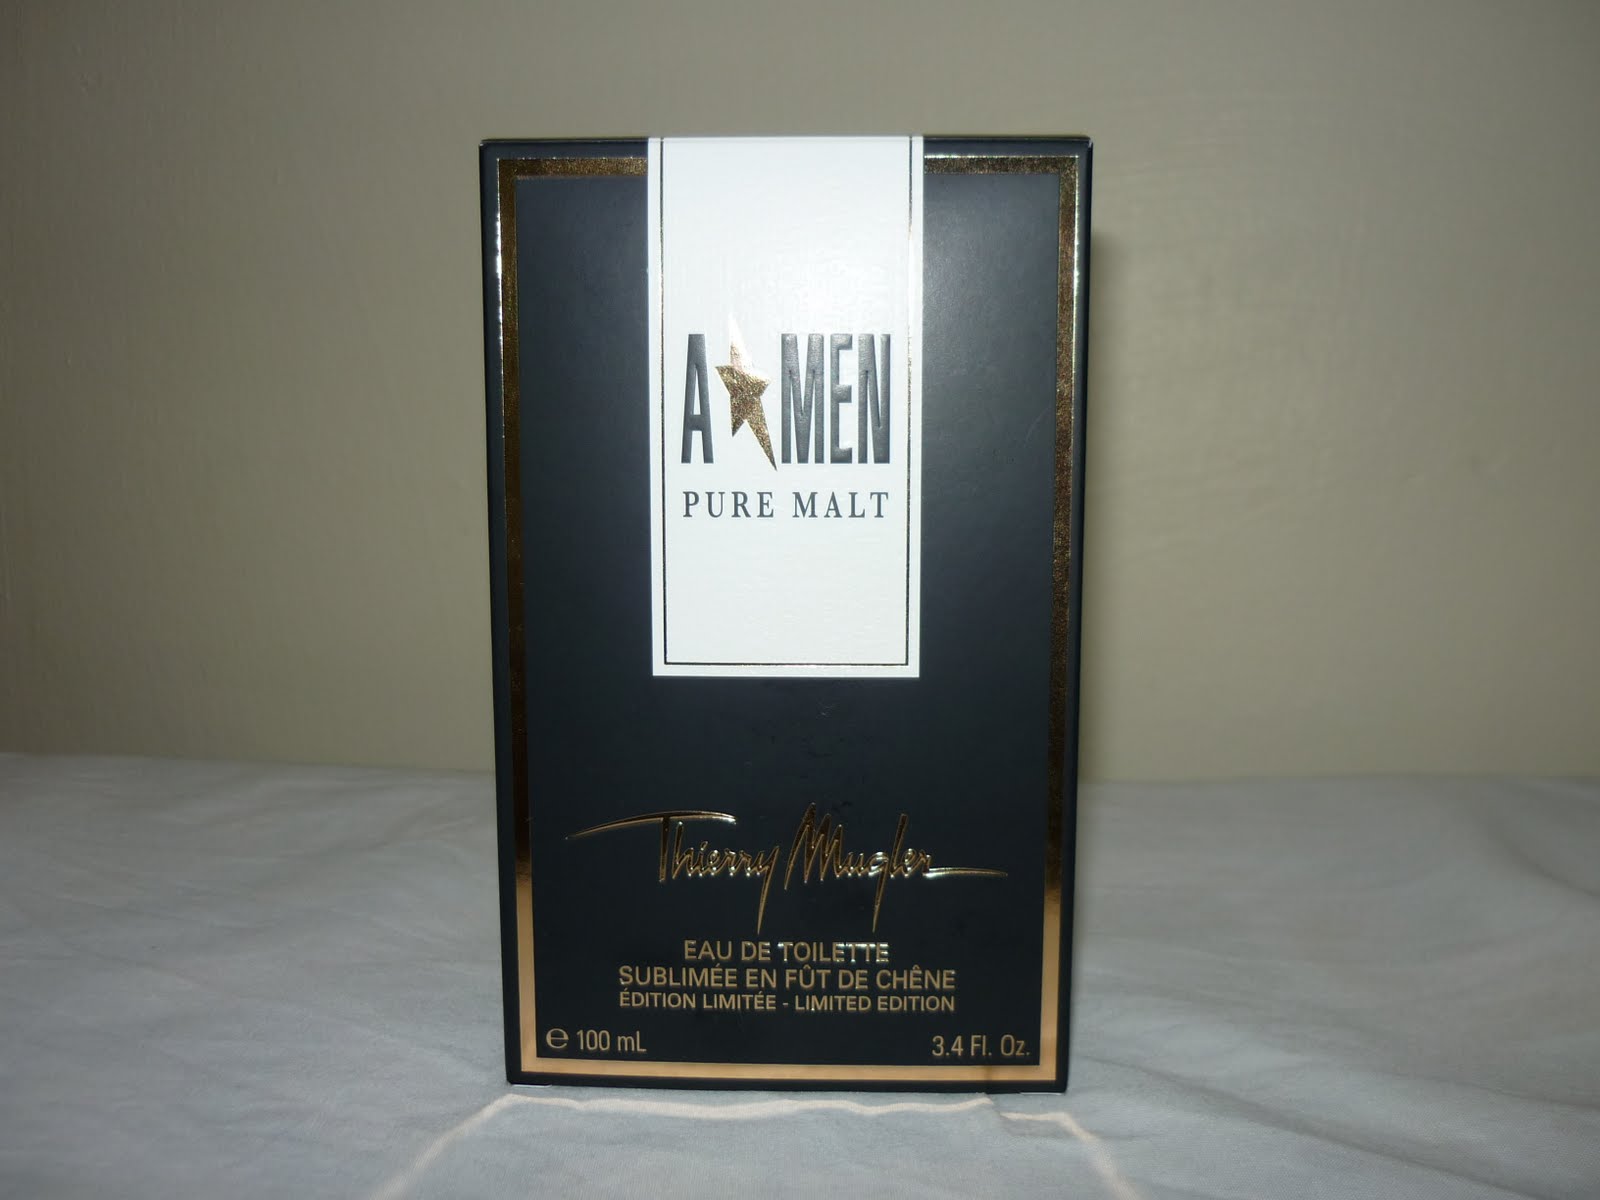 A MEN
PURE MALT
Thierry Mugler
EAU DE TOILETTE
SUBLIMÉE EN FÛT DE CHÊNE
ÉDITION LIMITÉE - LIMITED EDITION
℮ 100 mL 3.4 Fl. Oz.